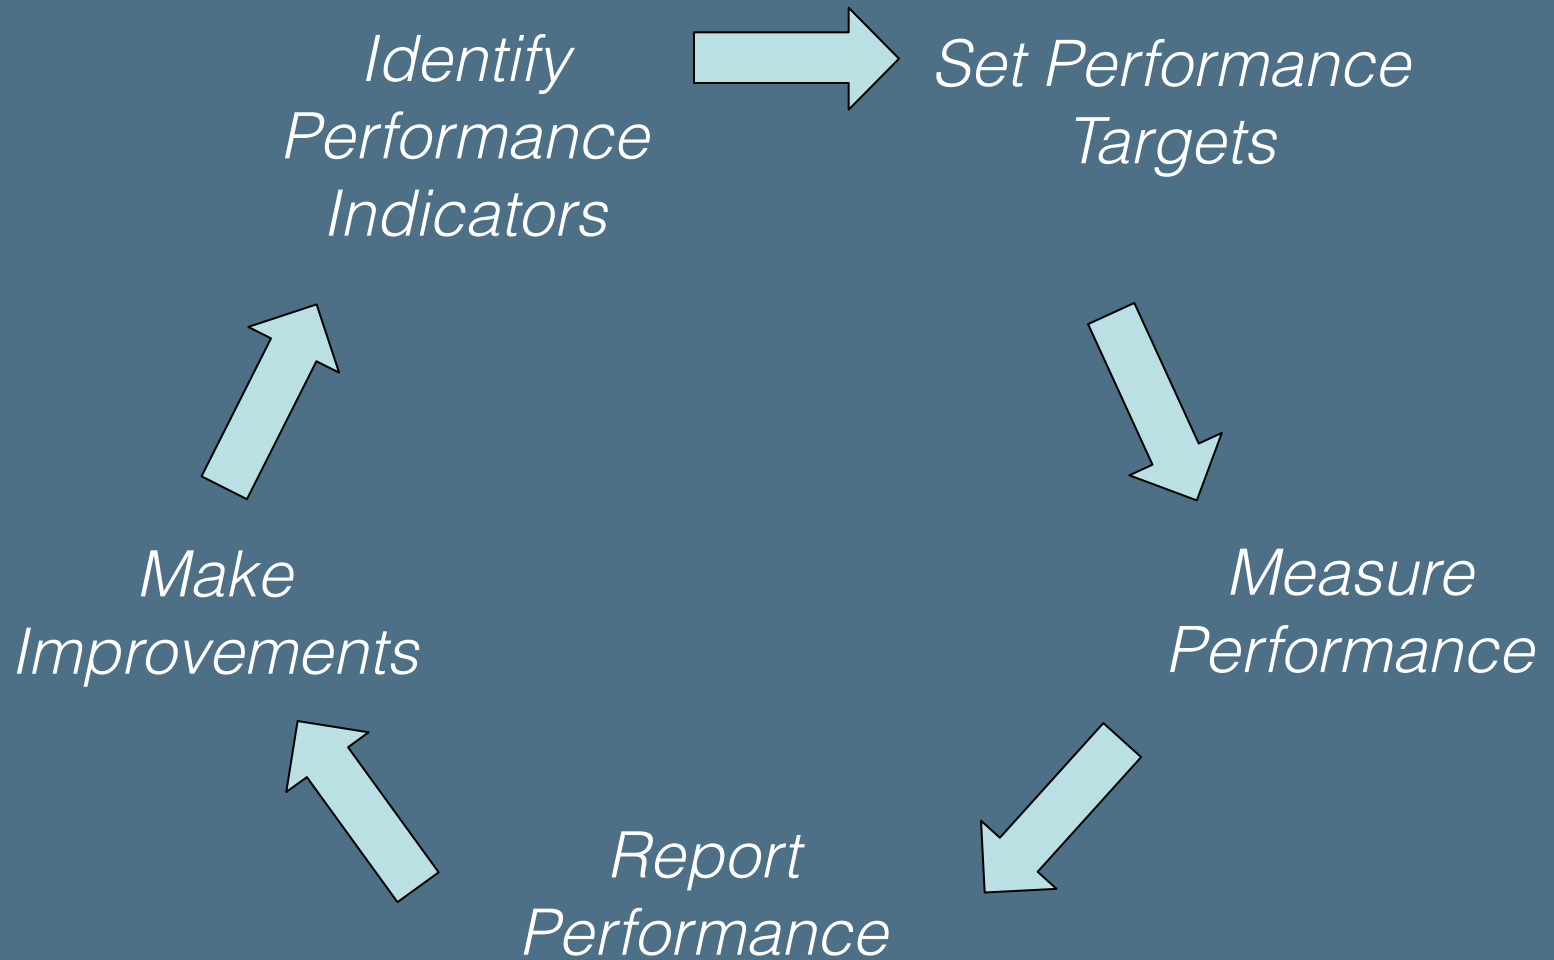 Identify
Performance
Indicators
Set Performance
Targets
Measure
Performance
Report
Performance
Make
Improvements